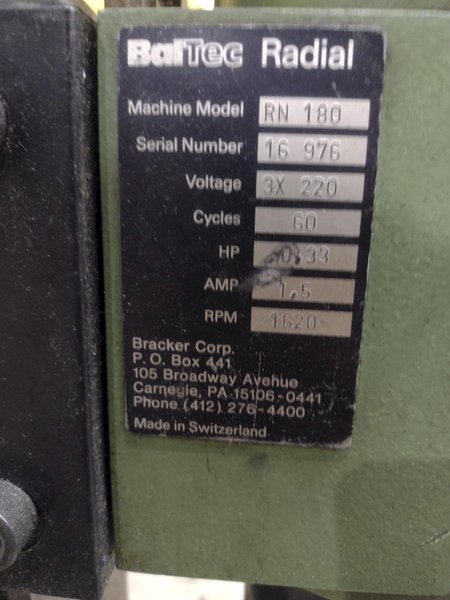 BalTec Radial
Machine Model RN 180
Serial Number 16 976
Voltage 3X 220
Cycles 60
HP 0.33
AMP 1.5
RPM 1620
Bracker Corp.
P. O. Box 441
105 Broadway Avehue
Carnegie, PA 15106-0441
Phone (412) 276-4400
Made in Switzerland